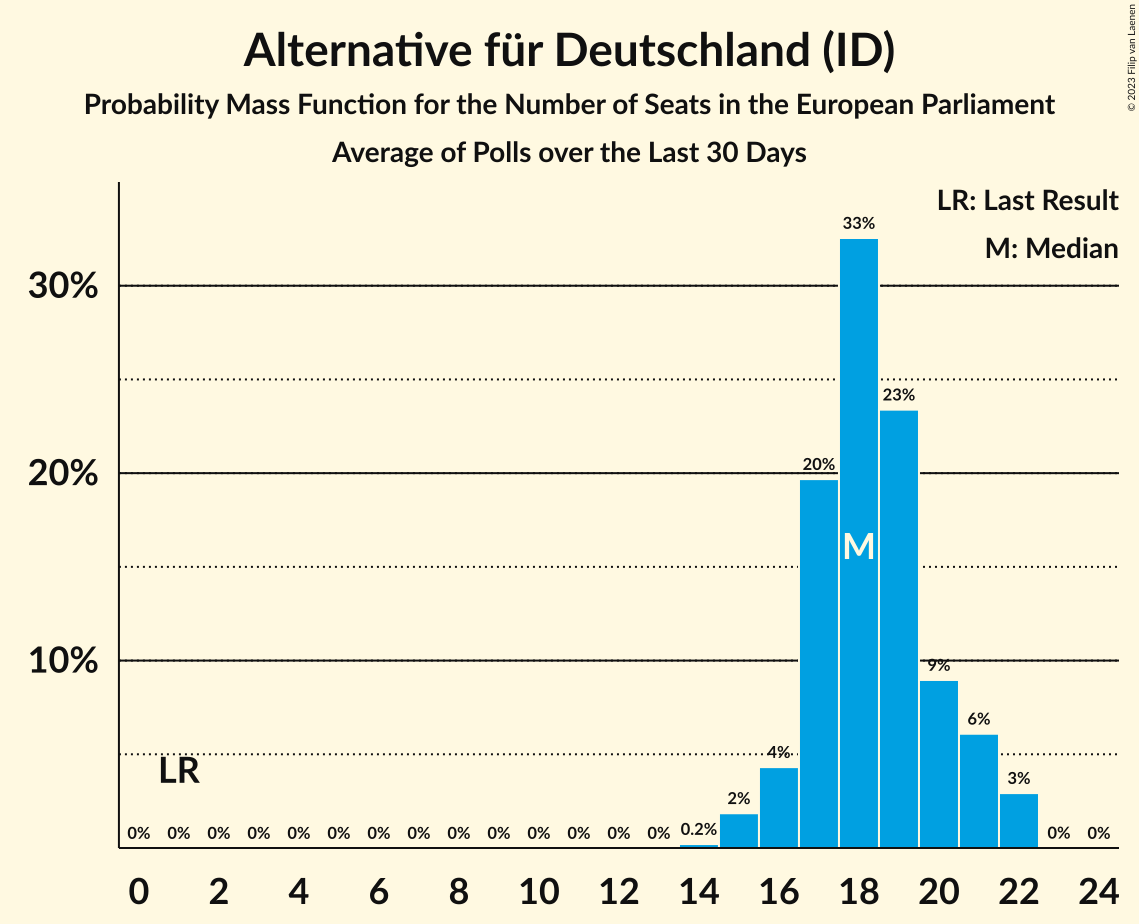 Alternative für Deutschland (ID)
Probability Mass Function for the Number of Seats in the European Parliament
Average of Polls over the Last 30 Days
© 2023 Filip van Laenen
LR: Last Result
M: Median
33%
30%
23%
20%
20%
M
10%
9%
6%
4%
LR
3%
2%
0% 0% 0% 0% 0% 0% 0% 0% 0% 0% 0% 0% 0% 0% 0.2% 0% 0%
0 2 4 6 8 10 12 14 16 18 20 22 24